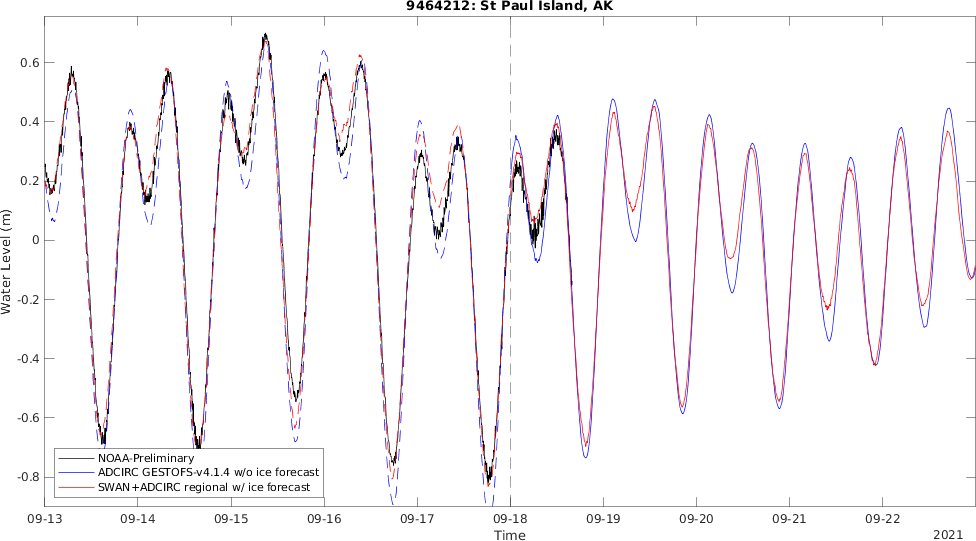 9464212: St Paul Island, AK
Water Level (m)
0.6
0.4
0.2
0
-0.2
-0.4
-0.6
-0.8
NOAA-Preliminary
ADCIRC GESTOFS-v4.1.4 w/o ice forecast
SWAN+ADCIRC regional w/ ice forecast
09-13 09-14 09-15 09-16 09-17 09-18 09-19 09-20 09-21 09-22
Time
2021